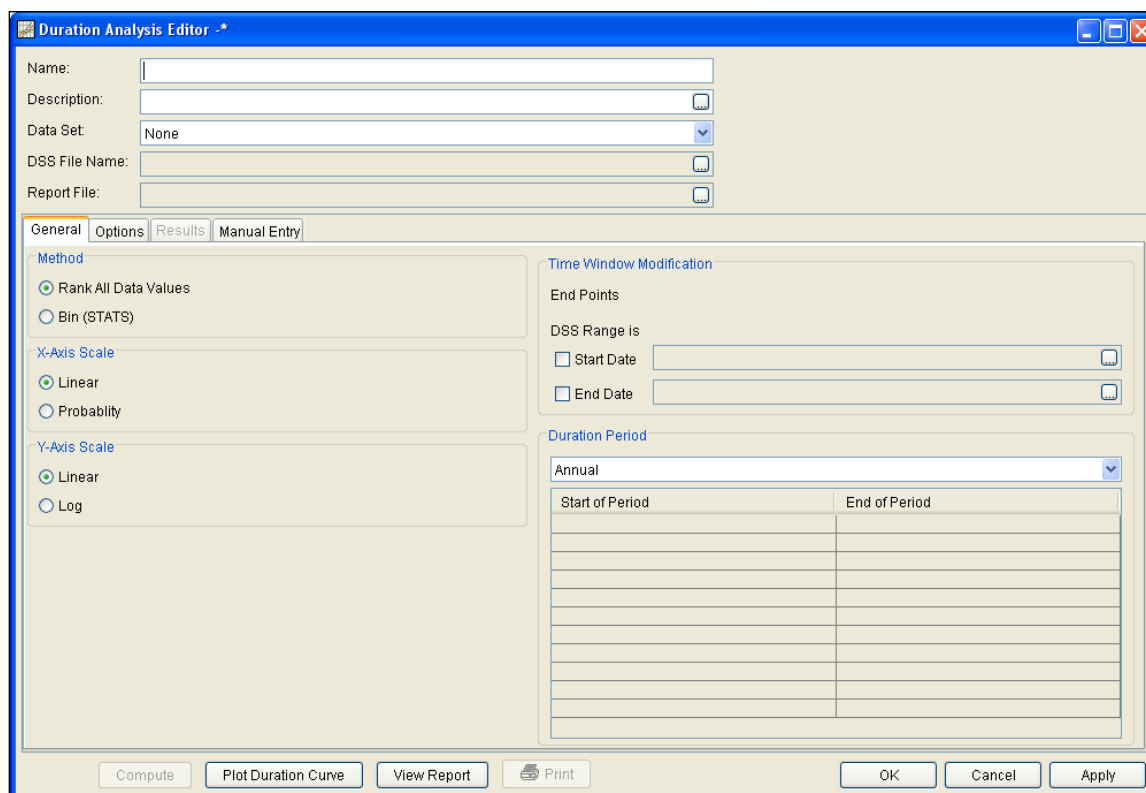 Duration Analysis Editor -*
Name:
Description:
...
Data Set:
None
DSS File Name:
...
Report File:
...
General Options Results Manual Entry
Method
Rank All Data Values
Bin (STATS)
X-Axis Scale
Linear
Probablity
Y-Axis Scale
Linear
Log
Time Window Modification
End Points
DSS Range is
Start Date
...
End Date
...
Duration Period
Annual
Start of Period End of Period
Compute Plot Duration Curve View Report Print OK Cancel Apply